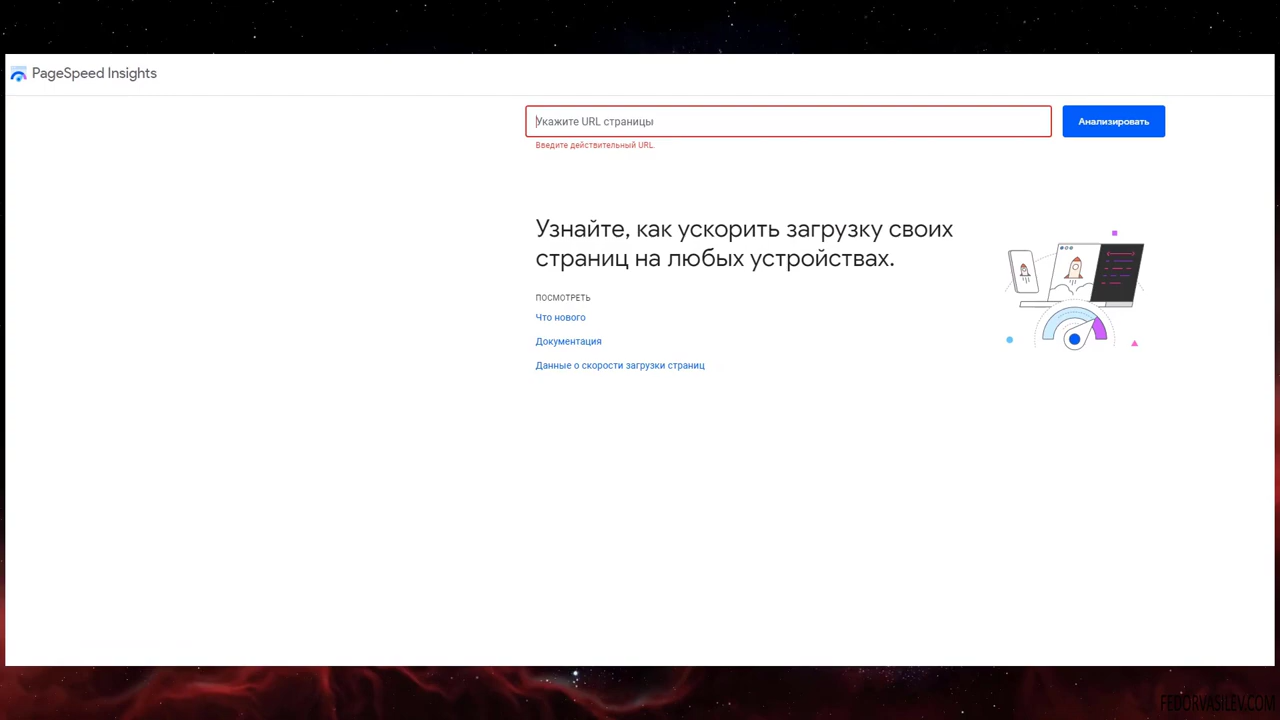 PageSpeed Insights
Укажите URL страницы
Анализировать
Введите действительный URL.
Узнайте, как ускорить загрузку своих
страниц на любых устройствах.
ПОСМОТРЕТЬ
Что нового
Документация
Данные о скорости загрузки страниц
FEDORVASILEV.COM